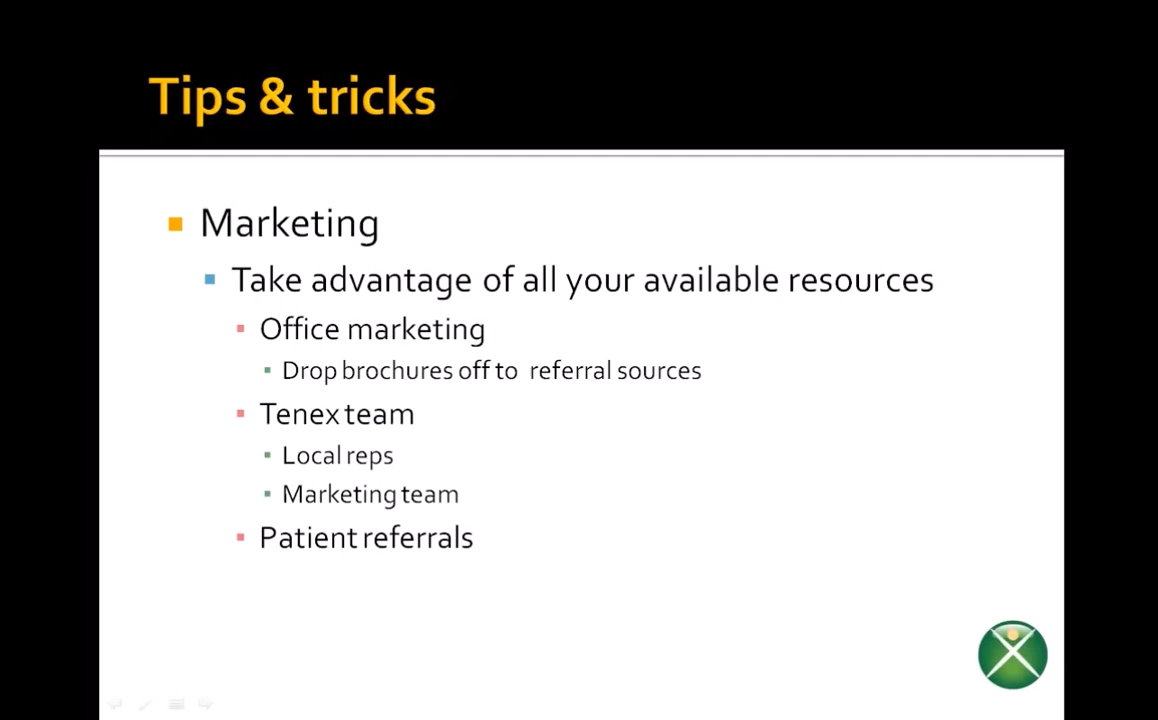 Tips & tricks
Marketing
Take advantage of all your available resources
Office marketing
Drop brochures off to referral sources
Tenex team
Local reps
Marketing team
Patient referrals